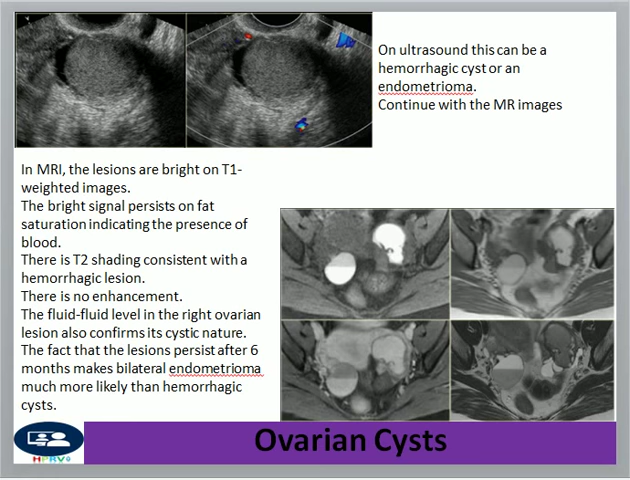 On ultrasound this can be a
hemorrhagic cyst or an
endometrioma.
Continue with the MR images
In MRI, the lesions are bright on T1-
weighted images.
The bright signal persists on fat
saturation indicating the presence of
blood.
There is T2 shading consistent with a
hemorrhagic lesion.
There is no enhancement.
The fluid-fluid level in the right ovarian
lesion also confirms its cystic nature.
The fact that the lesions persist after 6
months makes bilateral endometrioma
much more likely than hemorrhagic
cysts.
Ovarian Cysts